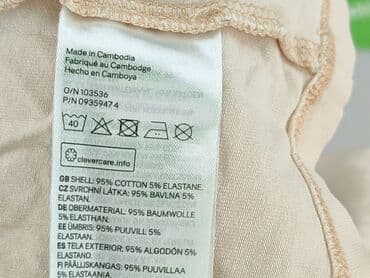 Made in Cambodia
Fabriqué au Cambodge
Hecho en Camboya
O/N 103536
P/N 09359474
40
clevercare.info
GB SHELL: 95% COTTON 5% ELASTANE.
CZ SVRCHNÍ LÁTKA: 95% BAVLNA 5%
ELASTAN.
DE OBERMATERIAL: 95% BAUMWOLLE
5% ELASTHAN.
EE ÜMBRIS: 95% PUUVILL 5%
ELASTAAN.
ES TELA EXTERIOR: 95% ALGODÓN 5%
ELASTANO.
FI PÄÄLLISKANGAS: 95% PUUVILLA
5% ELASTAANIA.